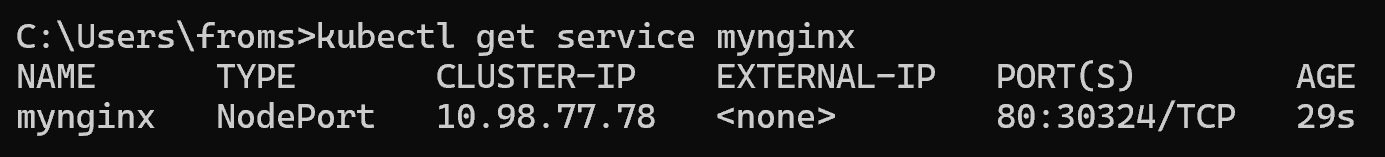 C:\Users\froms>kubectl get service mynginx
NAME TYPE CLUSTER-IP EXTERNAL-IP PORT(S) AGE
mynginx NodePort 10.98.77.78 <none> 80:30324/TCP 29s